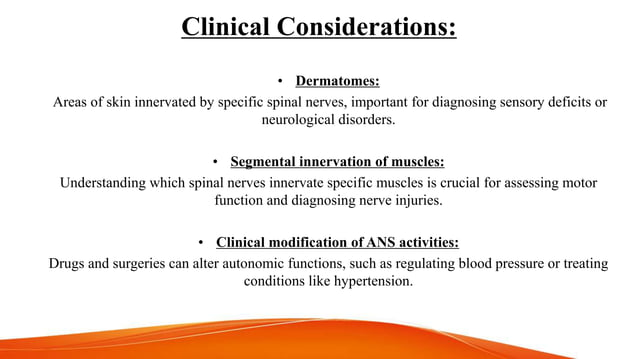 Clinical Considerations:
• Dermatomes:
Areas of skin innervated by specific spinal nerves, important for diagnosing sensory deficits or
neurological disorders.
• Segmental innervation of muscles:
Understanding which spinal nerves innervate specific muscles is crucial for assessing motor
function and diagnosing nerve injuries.
• Clinical modification of ANS activities:
Drugs and surgeries can alter autonomic functions, such as regulating blood pressure or treating
conditions like hypertension.